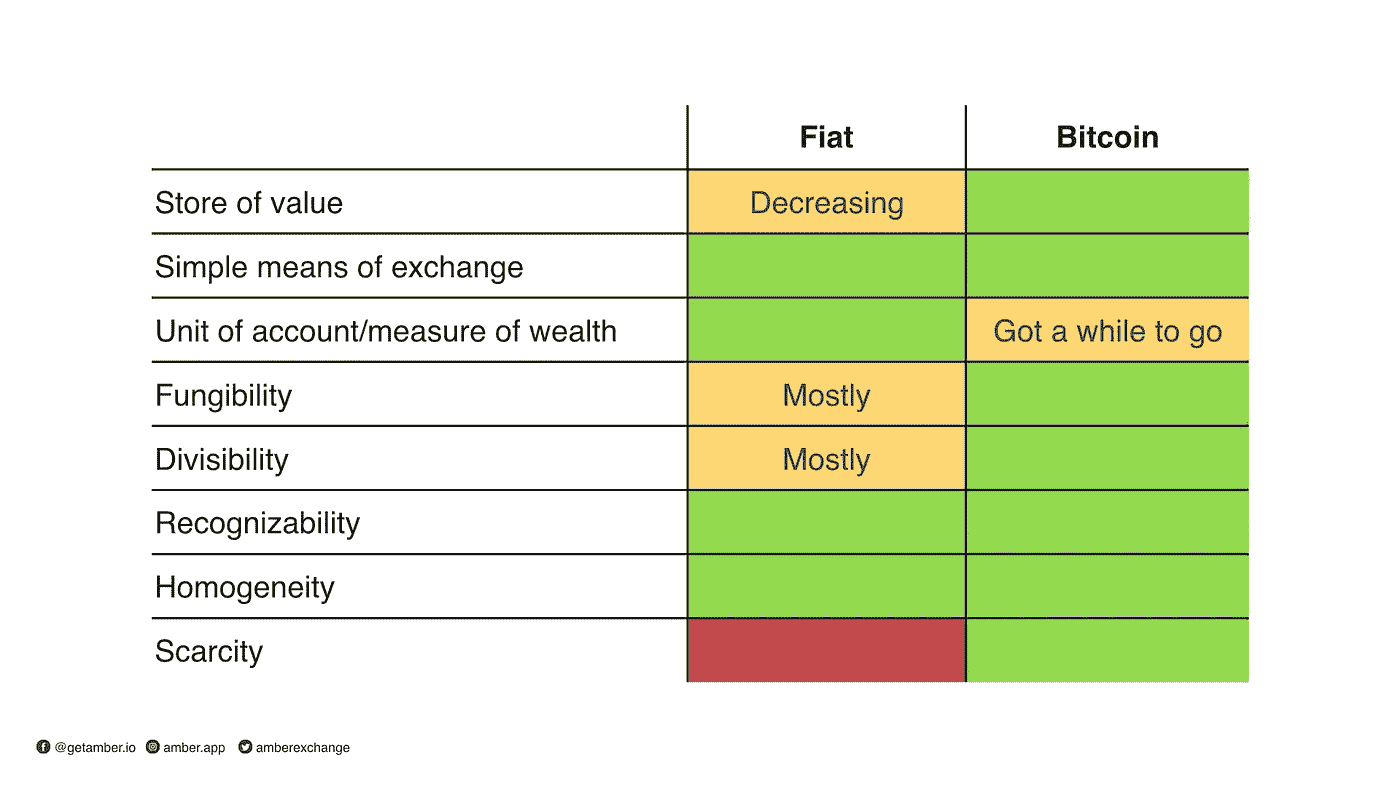 Fiat Bitcoin
Store of value Decreasing
Simple means of exchange
Unit of account/measure of wealth Got a while to go
Fungibility Mostly
Divisibility Mostly
Recognizability
Homogeneity
Scarcity
@getamber.io amber.app amberexchange